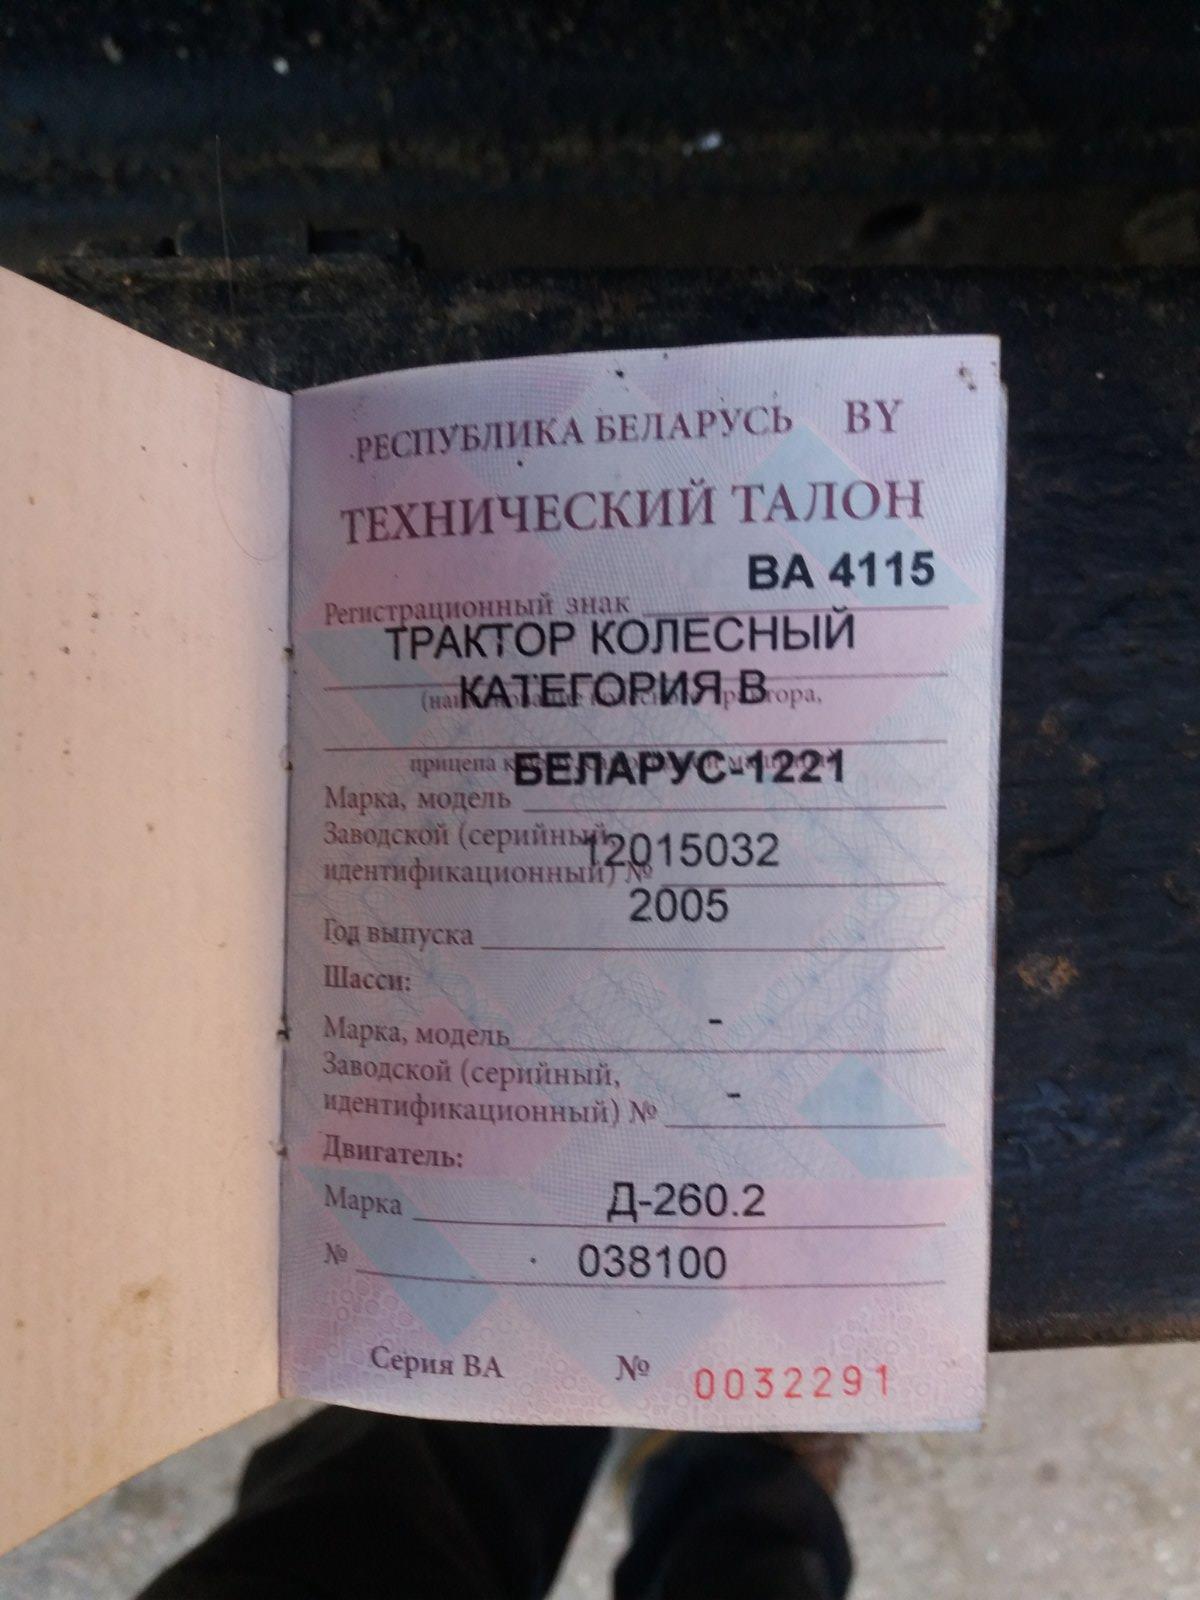 РЕСПУБЛИКА БЕЛАРУСЬ BY
ТЕХНИЧЕСКИЙ ТАЛОН
ВА 4115
Регистрационный знак
ТРАКТОР КОЛЕСНЫЙ
КАТЕГОРИЯ В
прицепа
БЕЛАРУС-1221
Марка, модель
Заводской (серийный,
12015032
идентификационный) №
2005
Год выпуска
Шасси:
Марка, модель -
Заводской (серийный,
идентификационный) № -
Двигатель:
Марка Д-260.2
№ 038100
Серия ВА № 0032291